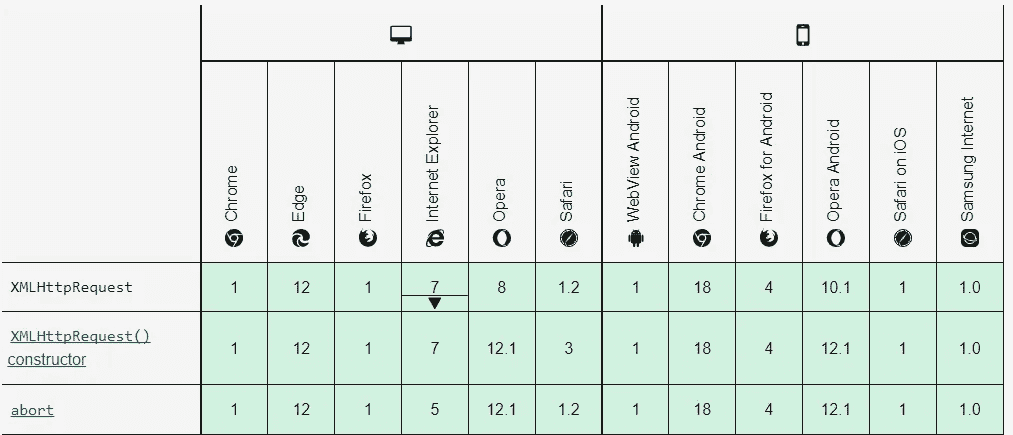 Chrome
Edge
Firefox
Internet Explorer
Opera
Safari
WebView Android
Chrome Android
Firefox for Android
Opera Android
Safari on iOS
Samsung Internet
XMLHttpRequest 1 12 1 7 8 1.2 1 18 4 10.1 1 1.0
XMLHttpRequest()
constructor 1 12 1 7 12.1 3 1 18 4 12.1 1 1.0
abort 1 12 1 5 12.1 1.2 1 18 4 12.1 1 1.0